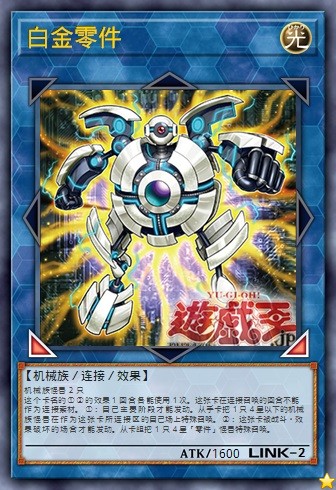 白金零件
光
YU-GI-OH!
遊戯王
.JP
【机械族／连接／效果】
机械族怪兽２只
这个卡名的①②的效果１回合各能使用１次。这张卡在连接召唤的回合不能
作为连接素材。①：自己主要阶段才能发动。从手卡把１只４星以下的机械
族怪兽在作为这张卡所连接区的自己场上特殊召唤。②：这张卡被战斗·效
果破坏的场合才能发动。从卡组把１只４星「零件」怪兽特殊召唤。
ATK/1600 LINK-2